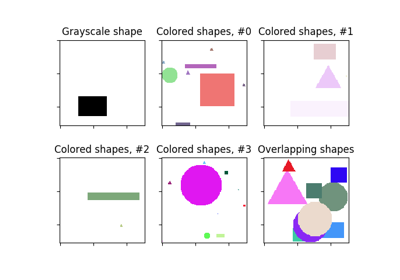 Grayscale shape
Colored shapes, #0
Colored shapes, #1
Colored shapes, #2
Colored shapes, #3
Overlapping shapes